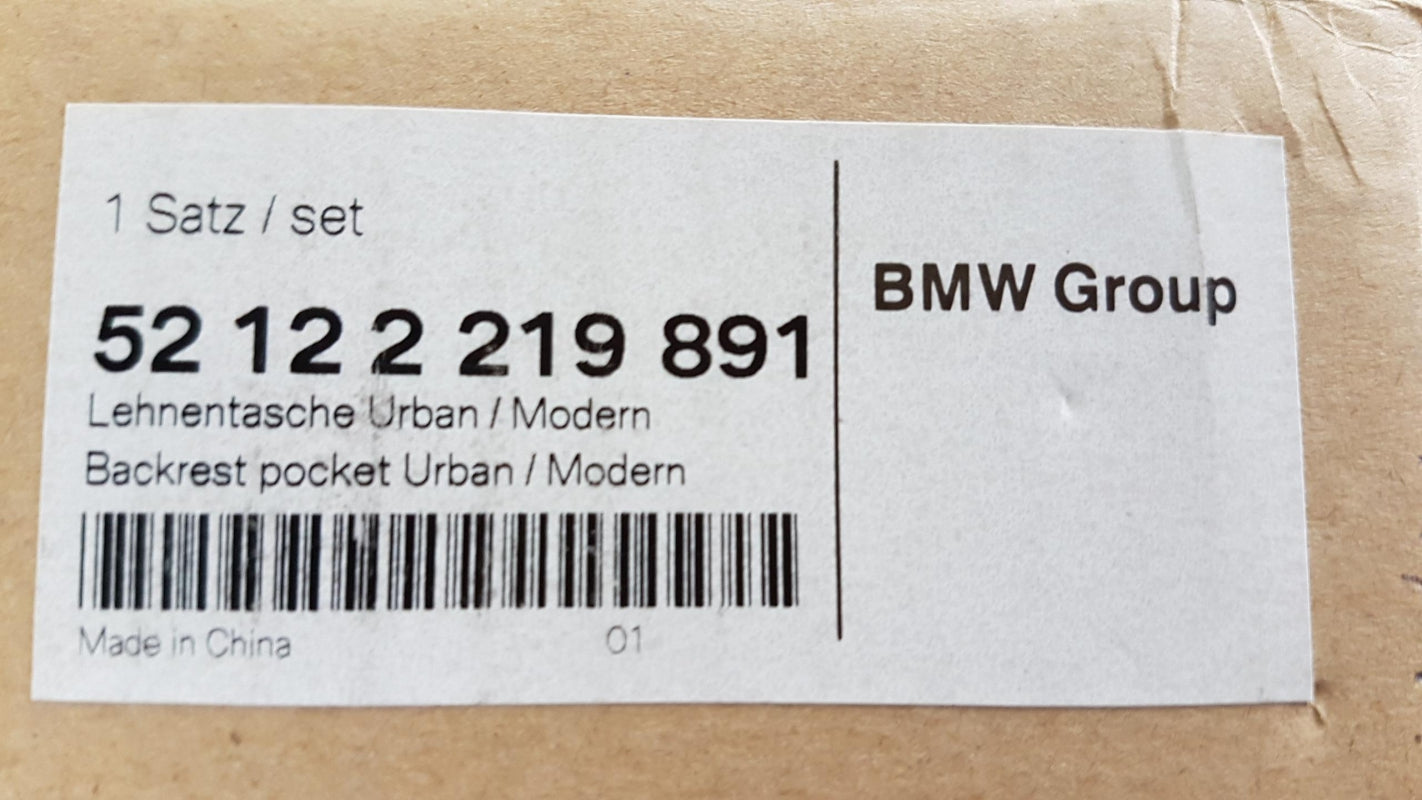 1 Satz / set
52 12 2 219 891
Lehnentasche Urban / Modern
Backrest pocket Urban / Modern
Made in China 01
BMW Group